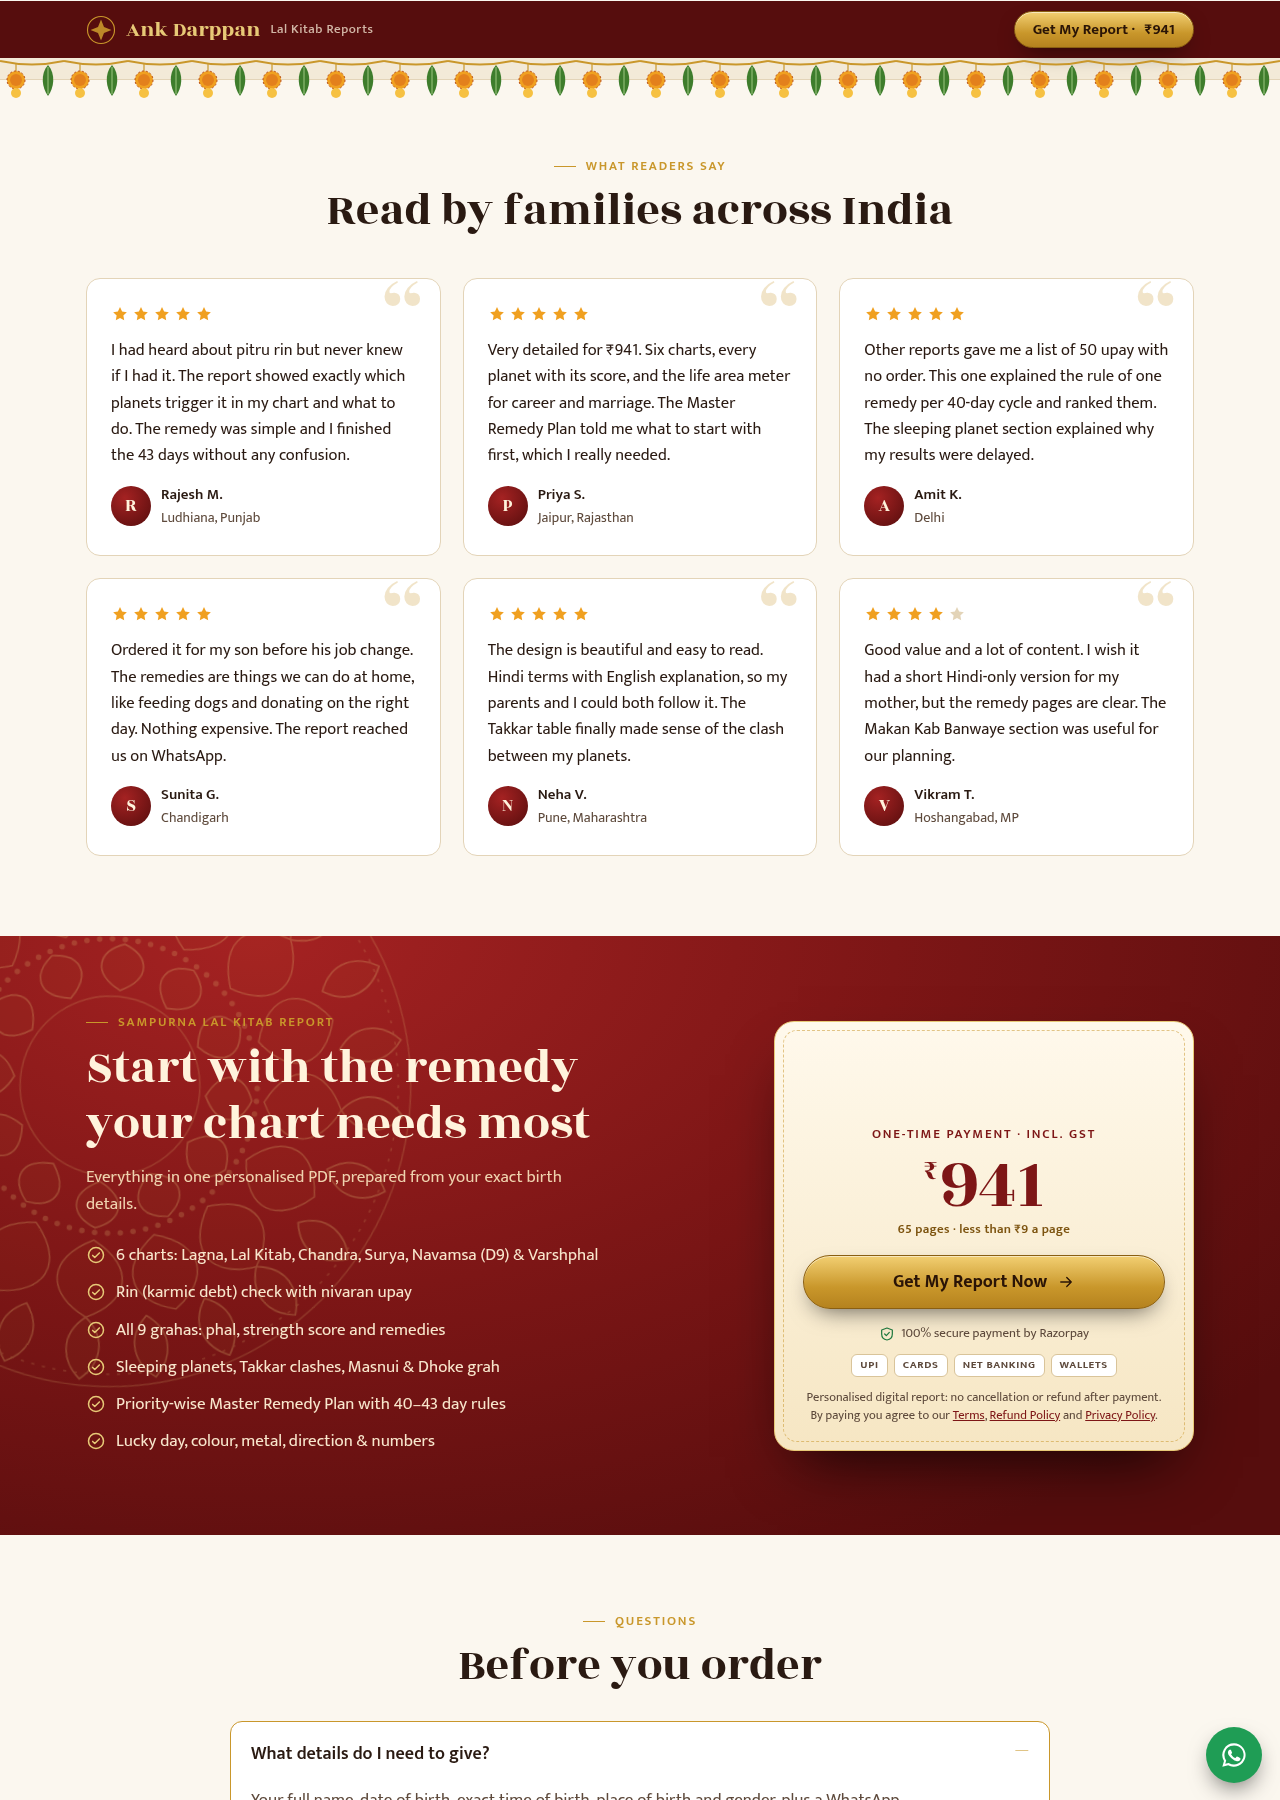 Ank Darppan Lal Kitab Reports
Get My Report · ₹941
WHAT READERS SAY
Read by families across India
I had heard about pitru rin but never knew
if I had it. The report showed exactly which
planets trigger it in my chart and what to
do. The remedy was simple and I finished
the 43 days without any confusion.
R
Rajesh M.
Ludhiana, Punjab
Very detailed for ₹941. Six charts, every
planet with its score, and the life area meter
for career and marriage. The Master
Remedy Plan told me what to start with
first, which I really needed.
P
Priya S.
Jaipur, Rajasthan
Other reports gave me a list of 50 upay with
no order. This one explained the rule of one
remedy per 40-day cycle and ranked them.
The sleeping planet section explained why
my results were delayed.
A
Amit K.
Delhi
Ordered it for my son before his job change.
The remedies are things we can do at home,
like feeding dogs and donating on the right
day. Nothing expensive. The report reached
us on WhatsApp.
S
Sunita G.
Chandigarh
The design is beautiful and easy to read.
Hindi terms with English explanation, so my
parents and I could both follow it. The
Takkar table finally made sense of the clash
between my planets.
N
Neha V.
Pune, Maharashtra
Good value and a lot of content. I wish it
had a short Hindi-only version for my
mother, but the remedy pages are clear. The
Makan Kab Banwaye section was useful for
our planning.
V
Vikram T.
Hoshangabad, MP
SAMPURNA LAL KITAB REPORT
Start with the remedy
your chart needs most
Everything in one personalised PDF, prepared from your exact birth
details.
6 charts: Lagna, Lal Kitab, Chandra, Surya, Navamsa (D9) & Varshphal
Rin (karmic debt) check with nivaran upay
All 9 grahas: phal, strength score and remedies
Sleeping planets, Takkar clashes, Masnui & Dhoke grah
Priority-wise Master Remedy Plan with 40–43 day rules
Lucky day, colour, metal, direction & numbers
ONE-TIME PAYMENT · INCL. GST
₹941
65 pages · less than ₹9 a page
Get My Report Now →
100% secure payment by Razorpay
UPI CARDS NET BANKING WALLETS
Personalised digital report: no cancellation or refund after payment.
By paying you agree to our Terms, Refund Policy and Privacy Policy.
QUESTIONS
Before you order
What details do I need to give?
Your full name, date of birth, exact time of birth, place of birth and gender, plus a WhatsApp